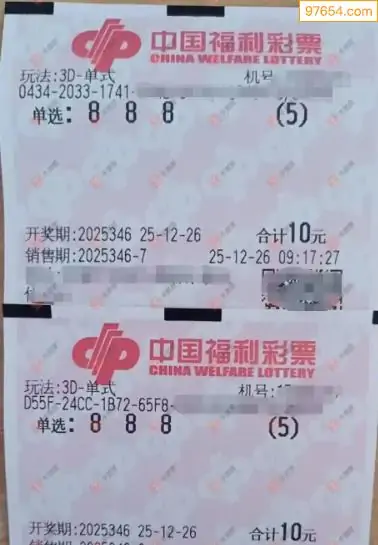 97654.com
中国福利彩票
CHINA WELFARE LOTTERY
玩法:3D-单式 机号:
0434-2033-1741-
单选: 8 8 8 (5)
开奖期:2025346 25-12-26 合计10元
销售期:2025346-7 25-12-26 09:17:27
中国福利彩票
CHINA WELFARE LOTTERY
玩法:3D-单式 机号:
D55F-24CC-1B72-65F8-
单选: 8 8 8 (5)
开奖期:2025346 25-12-26 合计10元